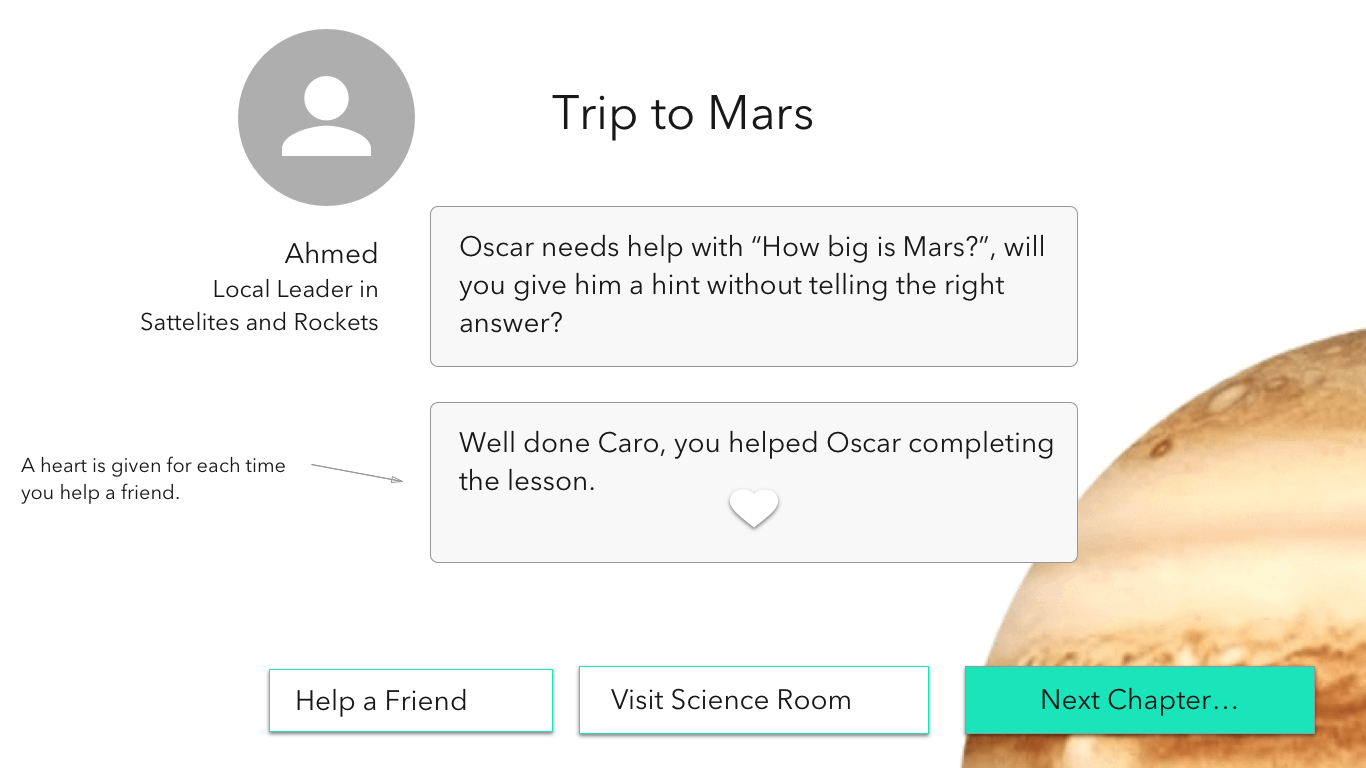 Trip to Mars
Ahmed
Local Leader in
Sattelites and Rockets
Oscar needs help with “How big is Mars?”, will
you give him a hint without telling the right
answer?
A heart is given for each time
you help a friend.
Well done Caro, you helped Oscar completing
the lesson.
Help a Friend
Visit Science Room
Next Chapter…